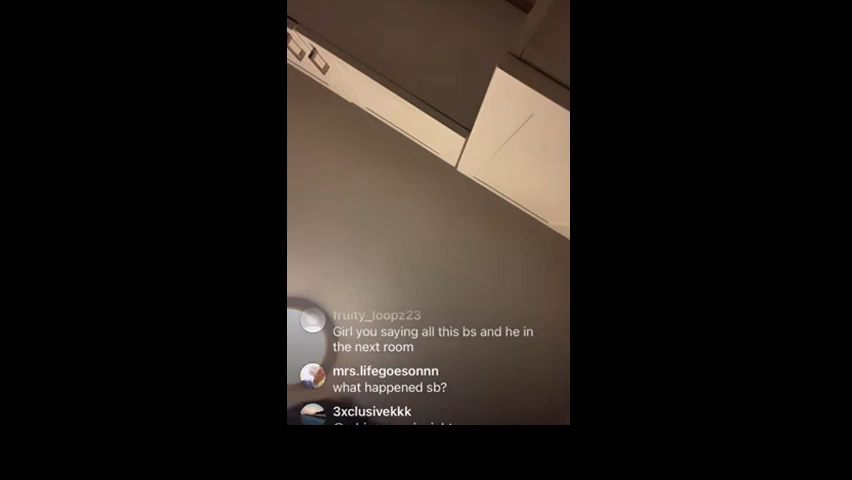 fruity_loopz23
Girl you saying all this bs and he in
the next room
mrs.lifegoesonnn
what happened sb?
3xclusivekkk